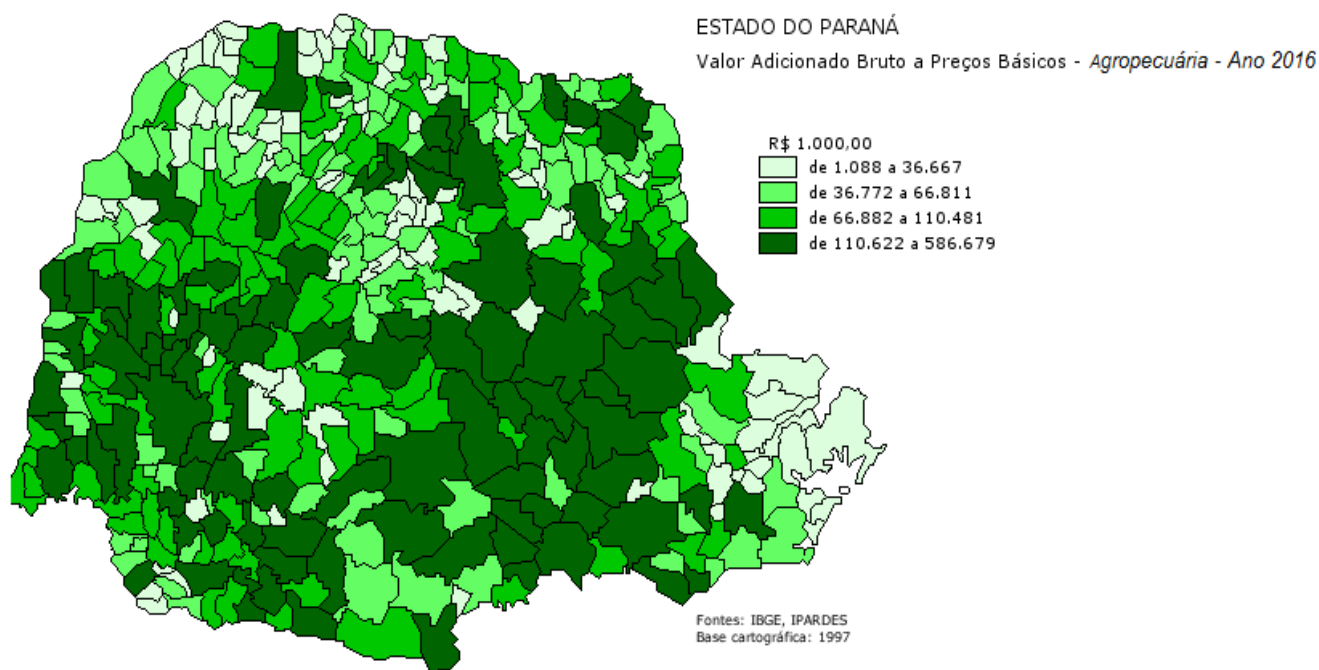 ESTADO DO PARANÁ
Valor Adicionado Bruto a Preços Básicos - Agropecuária - Ano 2016
R$ 1.000,00
de 1.088 a 36.667
de 36.772 a 66.811
de 66.882 a 110.481
de 110.622 a 586.679
Fontes: IBGE, IPARDES
Base cartográfica: 1997